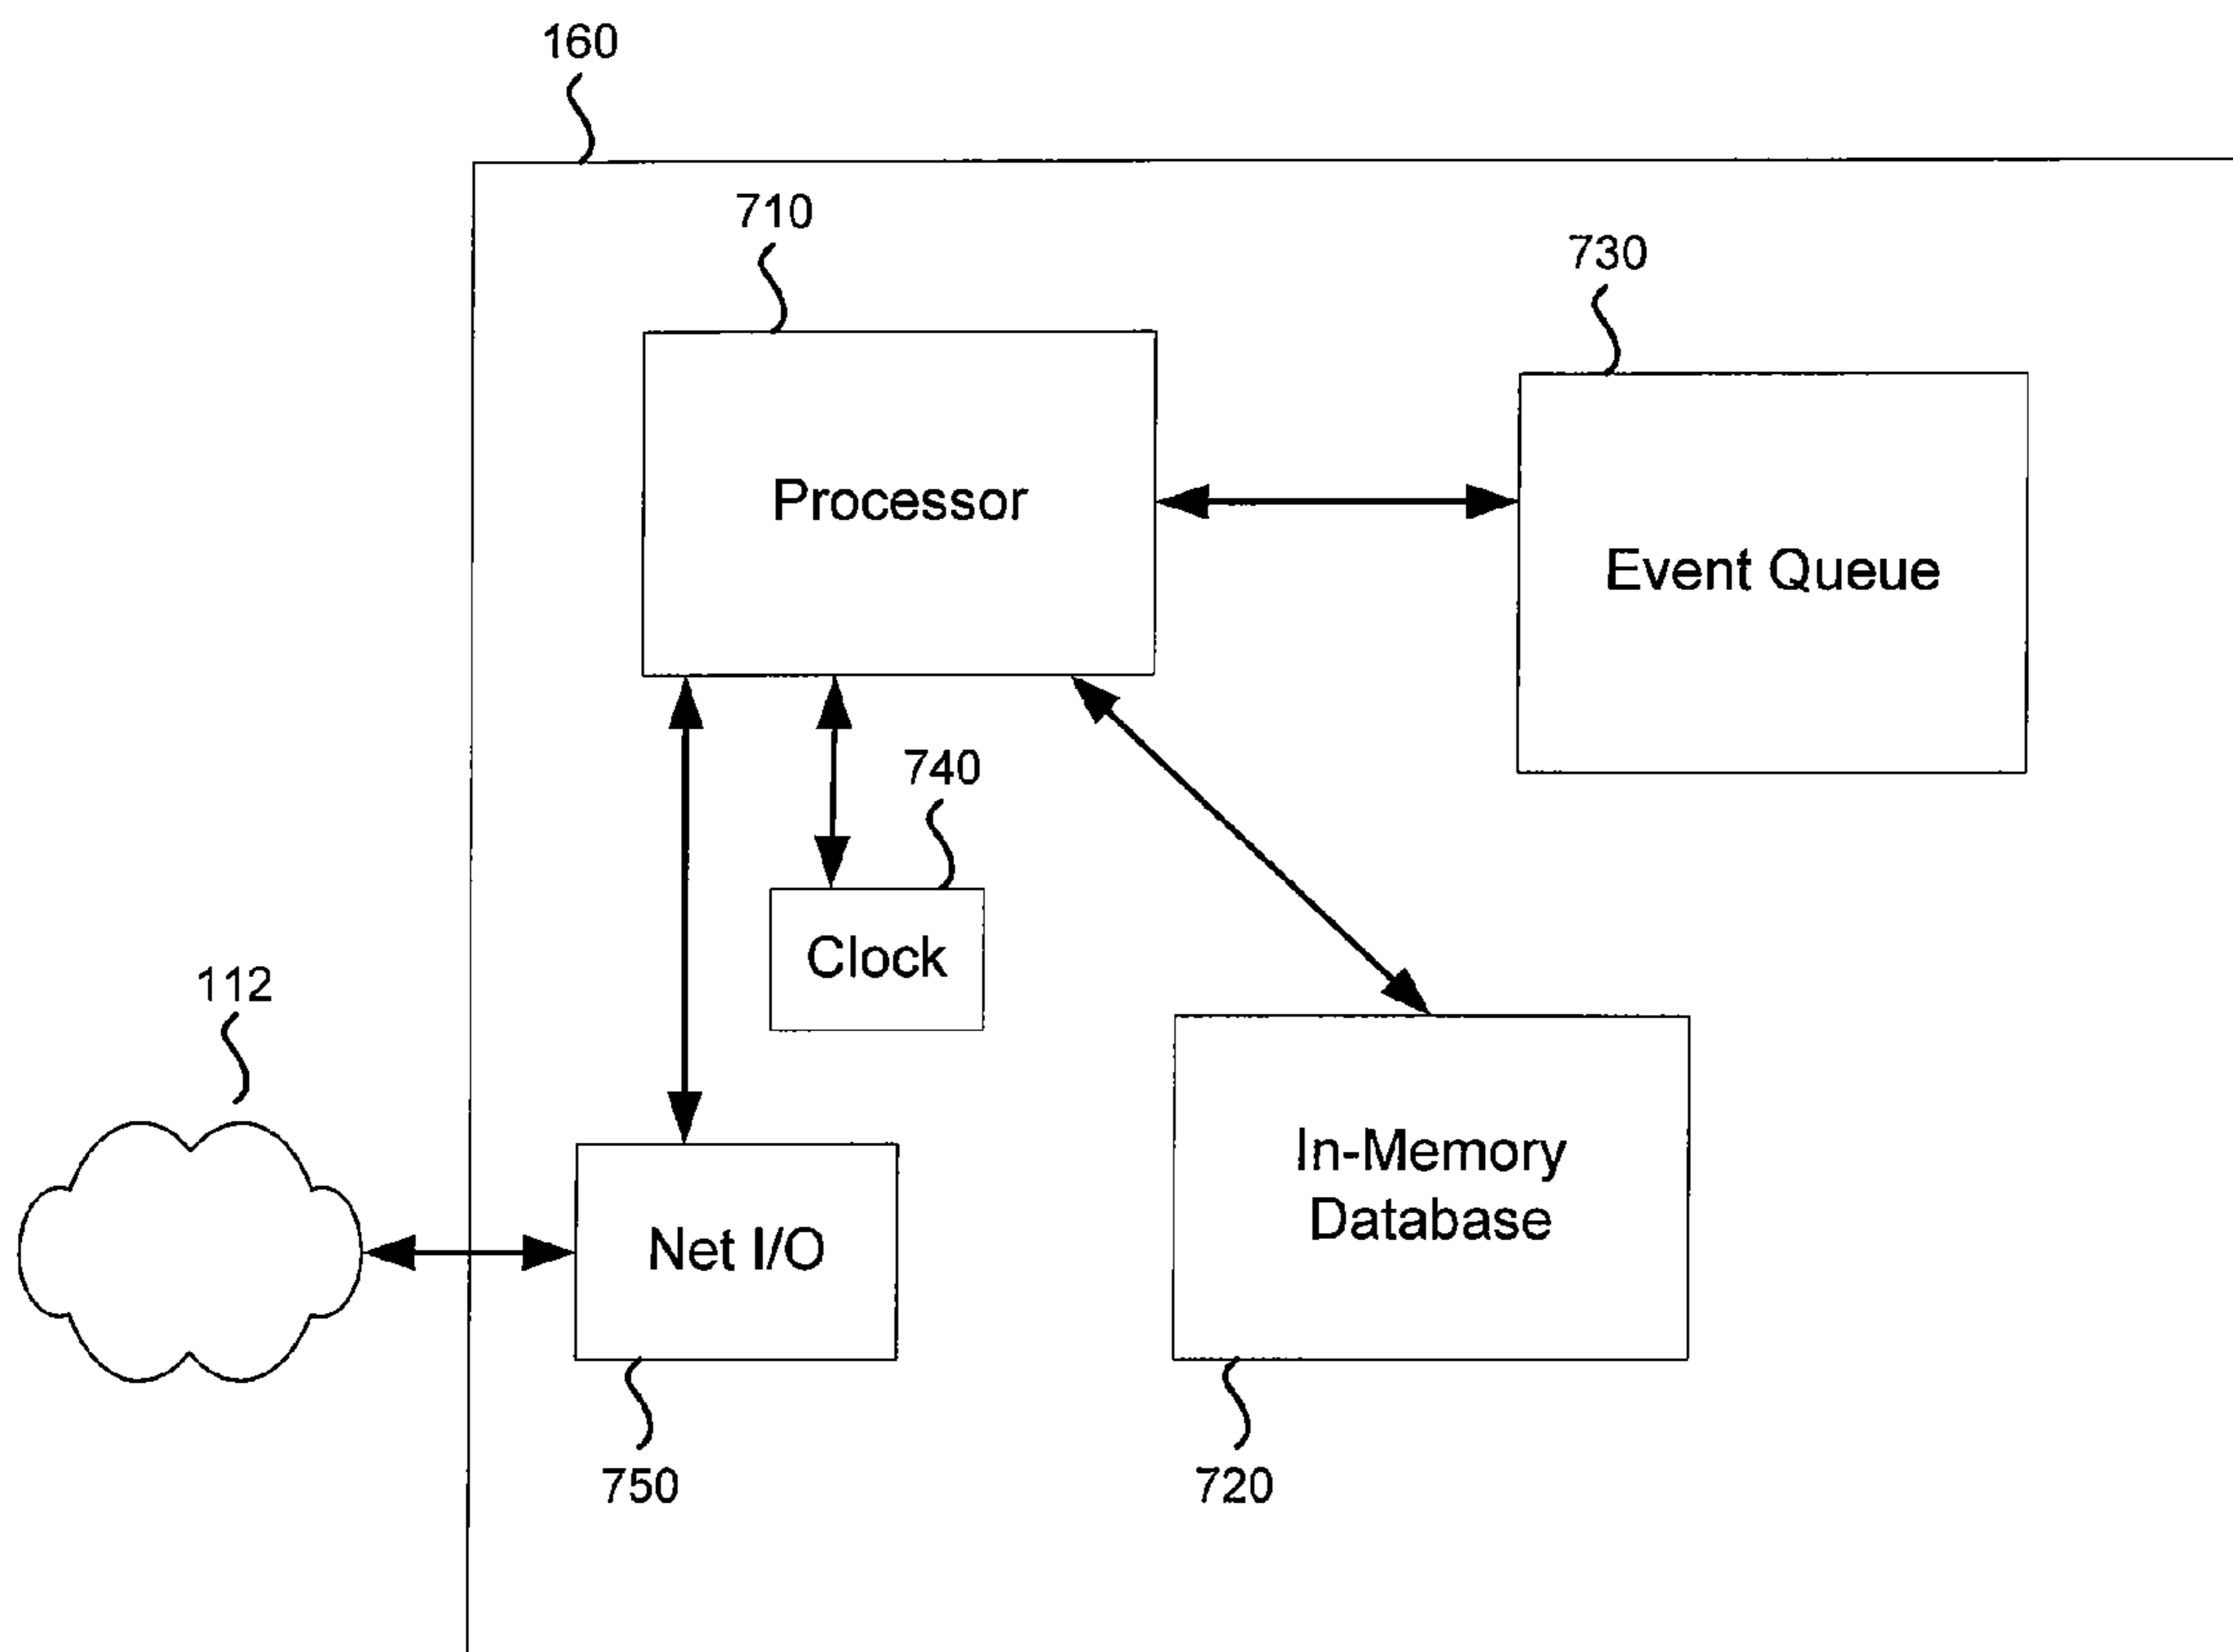 160
710
730
Processor
Event Queue
740
Clock
112
In-Memory
Database
Net I/O
750
720